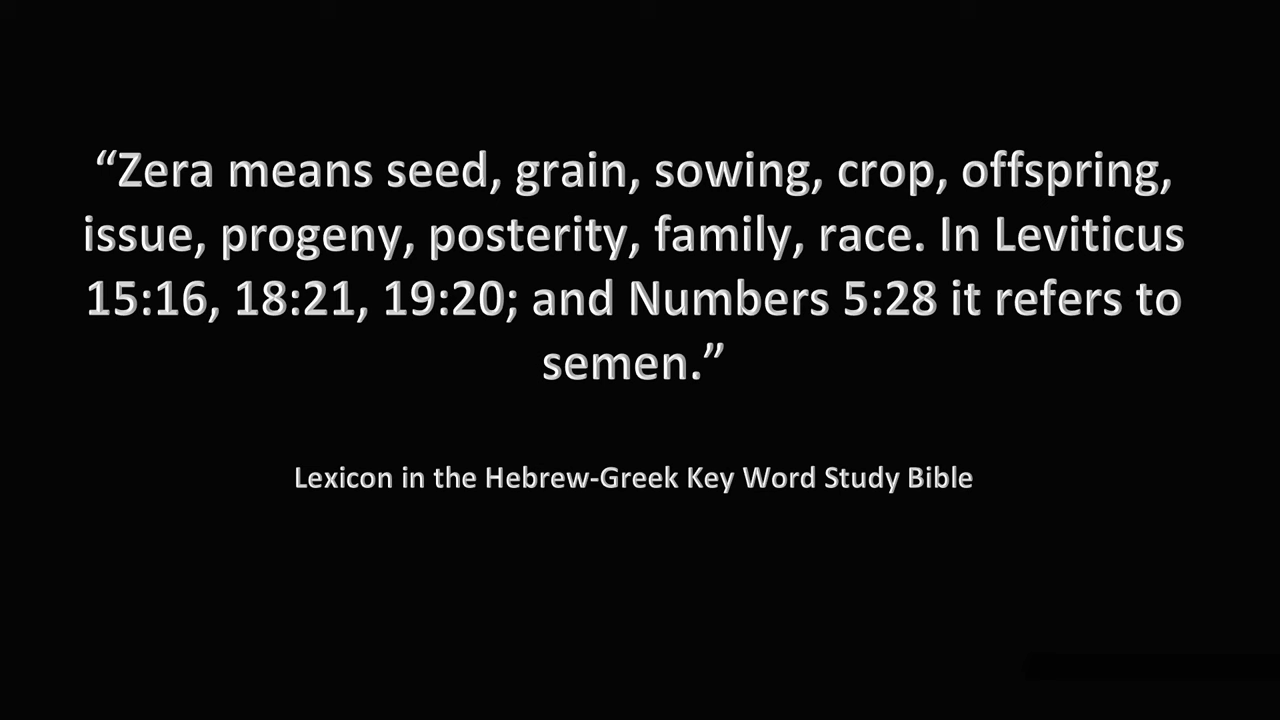 “Zera means seed, grain, sowing, crop, offspring,
issue, progeny, posterity, family, race. In Leviticus
15:16, 18:21, 19:20; and Numbers 5:28 it refers to
semen.”
Lexicon in the Hebrew-Greek Key Word Study Bible